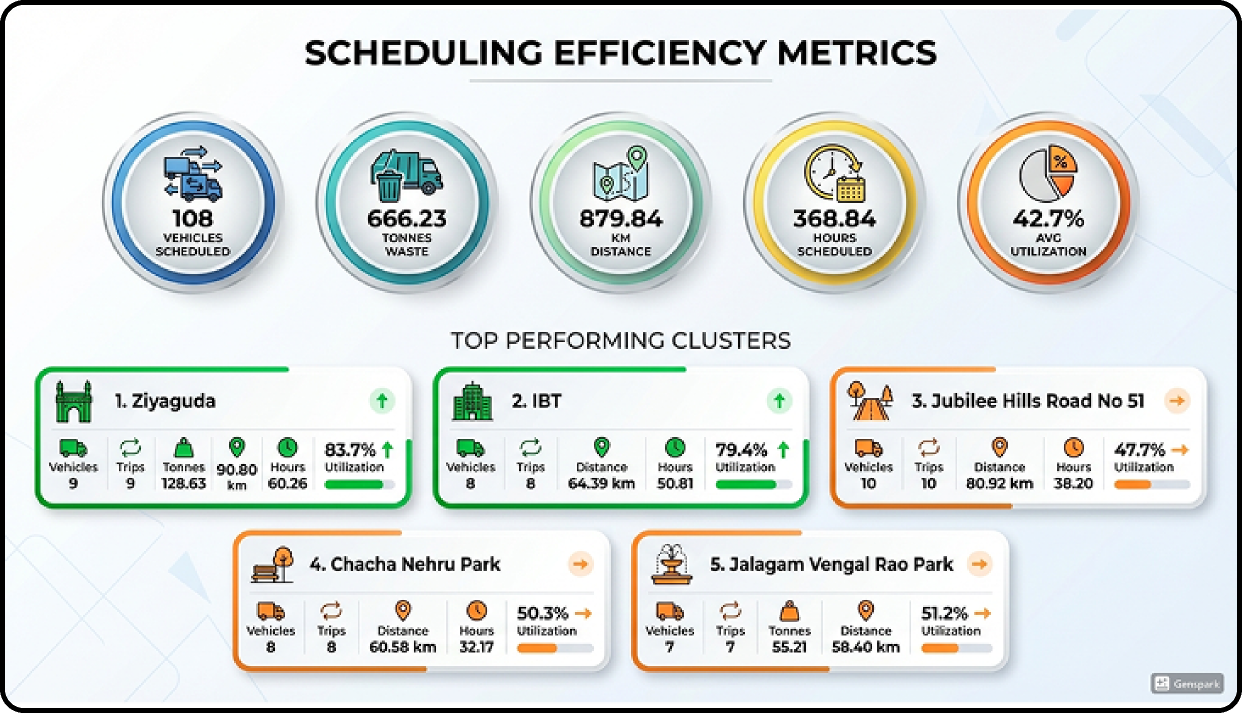 SCHEDULING EFFICIENCY METRICS
108
VEHICLES
SCHEDULED
666.23
TONNES
WASTE
879.84
KM
DISTANCE
368.84
HOURS
SCHEDULED
%
42.7%
AVG
UTILIZATION
TOP PERFORMING CLUSTERS
1. Ziyaguda
Vehicles
9
Trips
9
Tonnes
128.63
90.80
km
Hours
60.26
83.7%
Utilization
2. IBT
Vehicles
8
Trips
8
Distance
64.39 km
Hours
50.81
79.4%
Utilization
3. Jubilee Hills Road No 51
Vehicles
10
Trips
10
Distance
80.92 km
Hours
38.20
47.7%
Utilization
4. Chacha Nehru Park
Vehicles
8
Trips
8
Distance
60.58 km
Hours
32.17
50.3%
Utilization
5. Jalagam Vengal Rao Park
Vehicles
7
Trips
7
Tonnes
55.21
Distance
58.40 km
51.2%
Utilization
Genspark